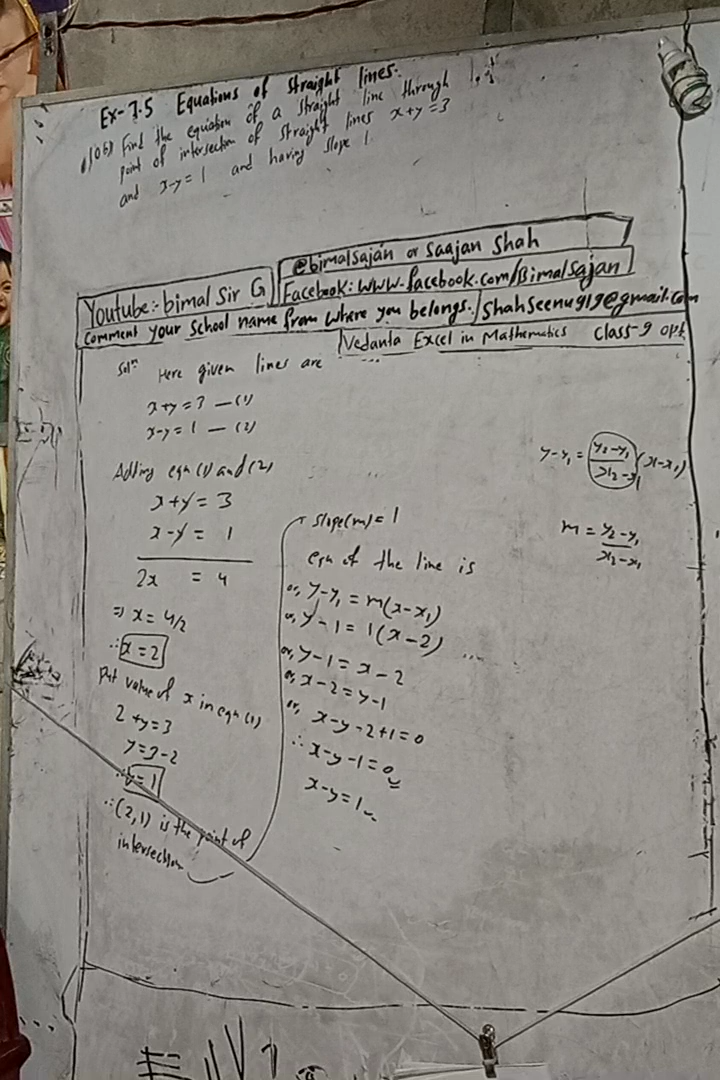 Ex-7.5 Equations of Straight lines.
Find the equation of a straight line through
point of intersection of straight lines x+y=3
and x-y=1 and having slope 1.
Youtube:- bimal Sir G
@bimalsajan or Saajan Shah
Facebook: www.facebook.com/Bimalsajan
Comment your School name from where you belongs. / Shahseenu919@gmail.com
Vedanta Excel in Mathematics Class-9 opt
Solⁿ Here given lines are
x+y=3 — (1)
x-y=1 — (2)
Adding eqn (1) and (2)
x+y=3
x-y=1
2x = 4
⇒ x = 4/2
∴ x = 2
Put value of x in eqn (1)
2+y=3
y=3-2
∴ y=1
∴ (2,1) is the point of
intersection
Slope(m)=1
eqn of the line is
or, y-y₁ = m(x-x₁)
or, y-1 = 1(x-2)
or, y-1 = x-2
or, x-2 = y-1
or, x-y-2+1=0
∴ x-y-1=0
x-y=1
y-y₁ = y₂-y₁/x₂-x₁ (x-x₁)
m = y₂-y₁/x₂-x₁